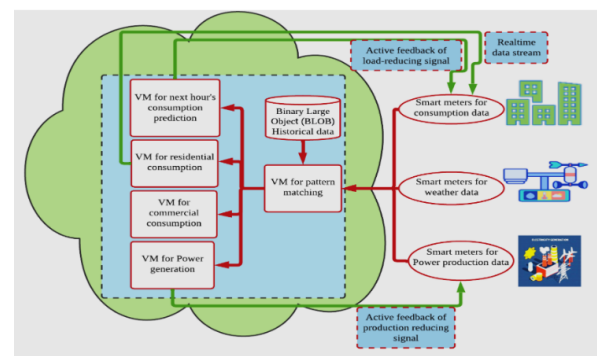 Active feedback of
load-reducing signal
Realtime
data stream
VM for next hour's
consumption
prediction
Binary Large
Object (BLOB)
Historical data
Smart meters for
consumption data
VM for residential
consumption
VM for pattern
matching
Smart meters for
weather data
VM for
commercial
consumption
VM for Power
generation
Smart meters for
Power production data
Active feedback of
production reducing
signal